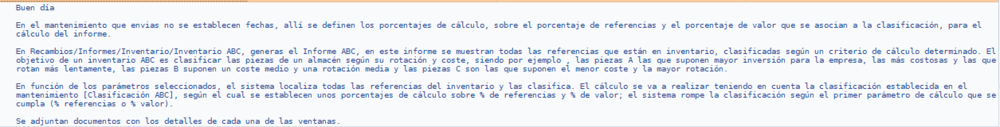 Buen día
En el mantenimiento que envias no se establecen fechas, allí se definen los porcentajes de cálculo, sobre el porcentaje de referencias y el porcentaje de valor que se asocian a la clasificación, para el
cálculo del informe.
En Recambios/Informes/Inventario/Inventario ABC, generas el Informe ABC, en este informe se muestran todas las referencias que están en inventario, clasificadas según un criterio de cálculo determinado. El
objetivo de un inventario ABC es clasificar las piezas de un almacén según su rotación y coste, siendo por ejemplo , las piezas A las que suponen mayor inversión para la empresa, las más costosas y las que
rotan más lentamente, las piezas B suponen un coste medio y una rotación media y las piezas C son las que suponen el menor coste y la mayor rotación.
En función de los parámetros seleccionados, el sistema localiza todas las referencias del inventario y las clasifica. El cálculo se va a realizar teniendo en cuenta la clasificación establecida en el
mantenimiento [Clasificación ABC], según el cual se establecen unos porcentajes de cálculo sobre % de referencias y % de valor; el sistema rompe la clasificación según el primer parámetro de cálculo que se
cumpla (% referencias o % valor).
Se adjuntan documentos con los detalles de cada una de las ventanas.